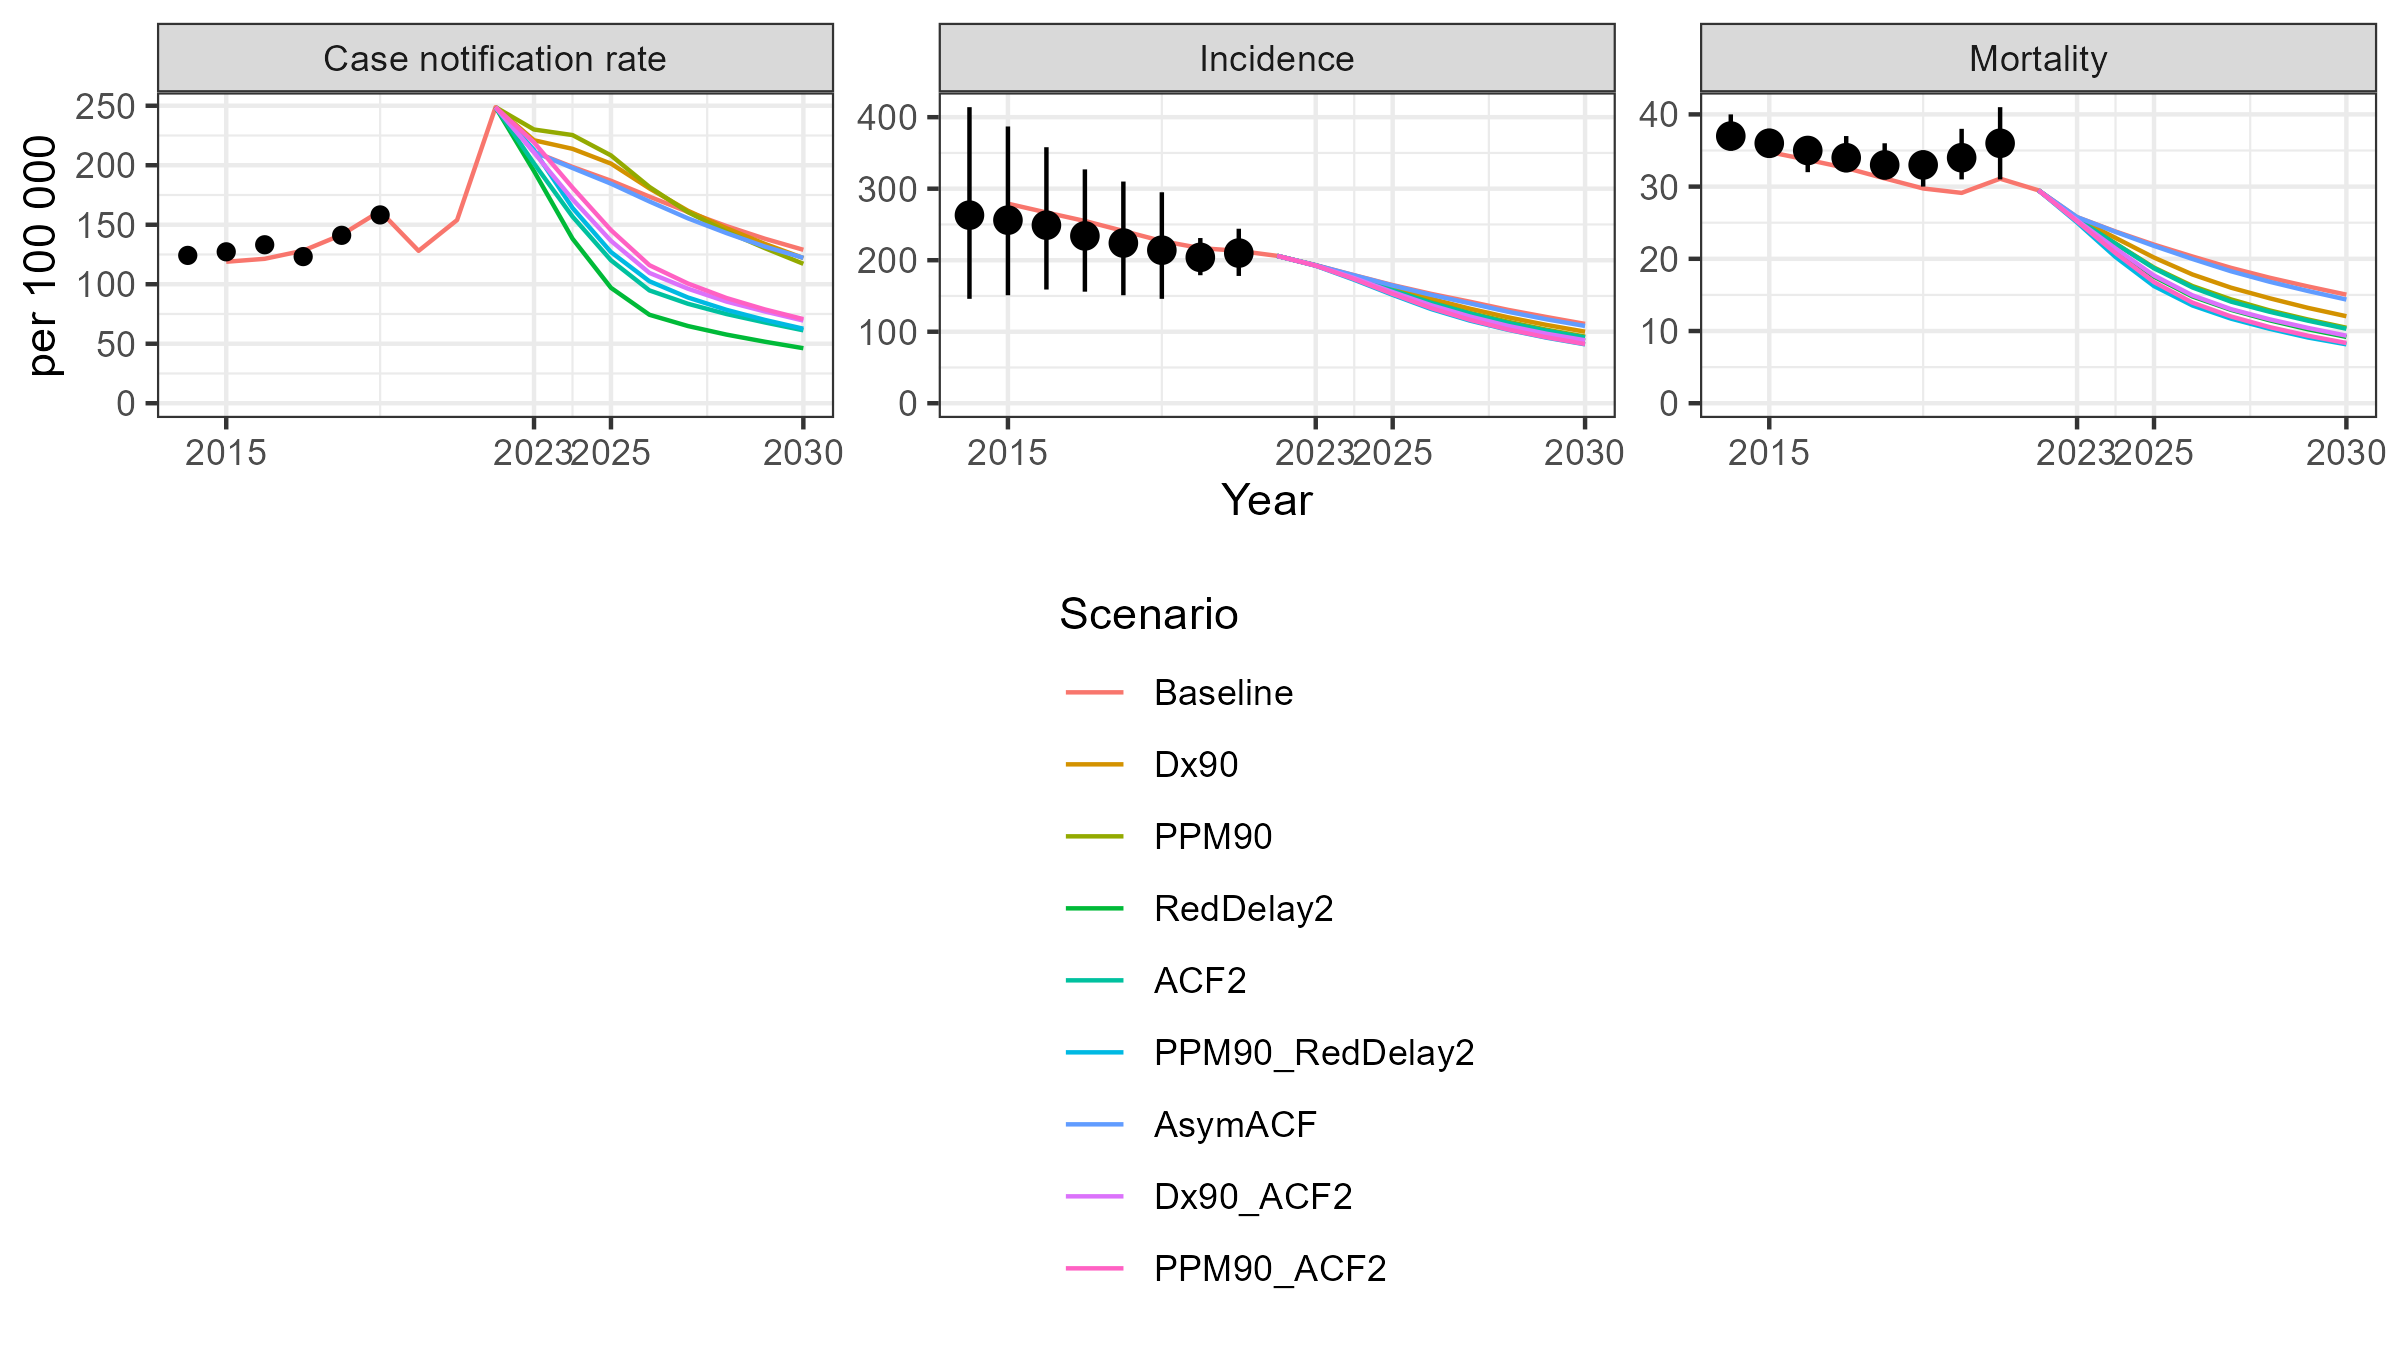 Case notification rate
Incidence
Mortality
per 100 000
250
200
150
100
50
0
400
300
200
100
0
40
30
20
10
0
2015 2023 2025 2030
2015 2023 2025 2030
2015 2023 2025 2030
Year
Scenario
Baseline
Dx90
PPM90
RedDelay2
ACF2
PPM90_RedDelay2
AsymACF
Dx90_ACF2
PPM90_ACF2